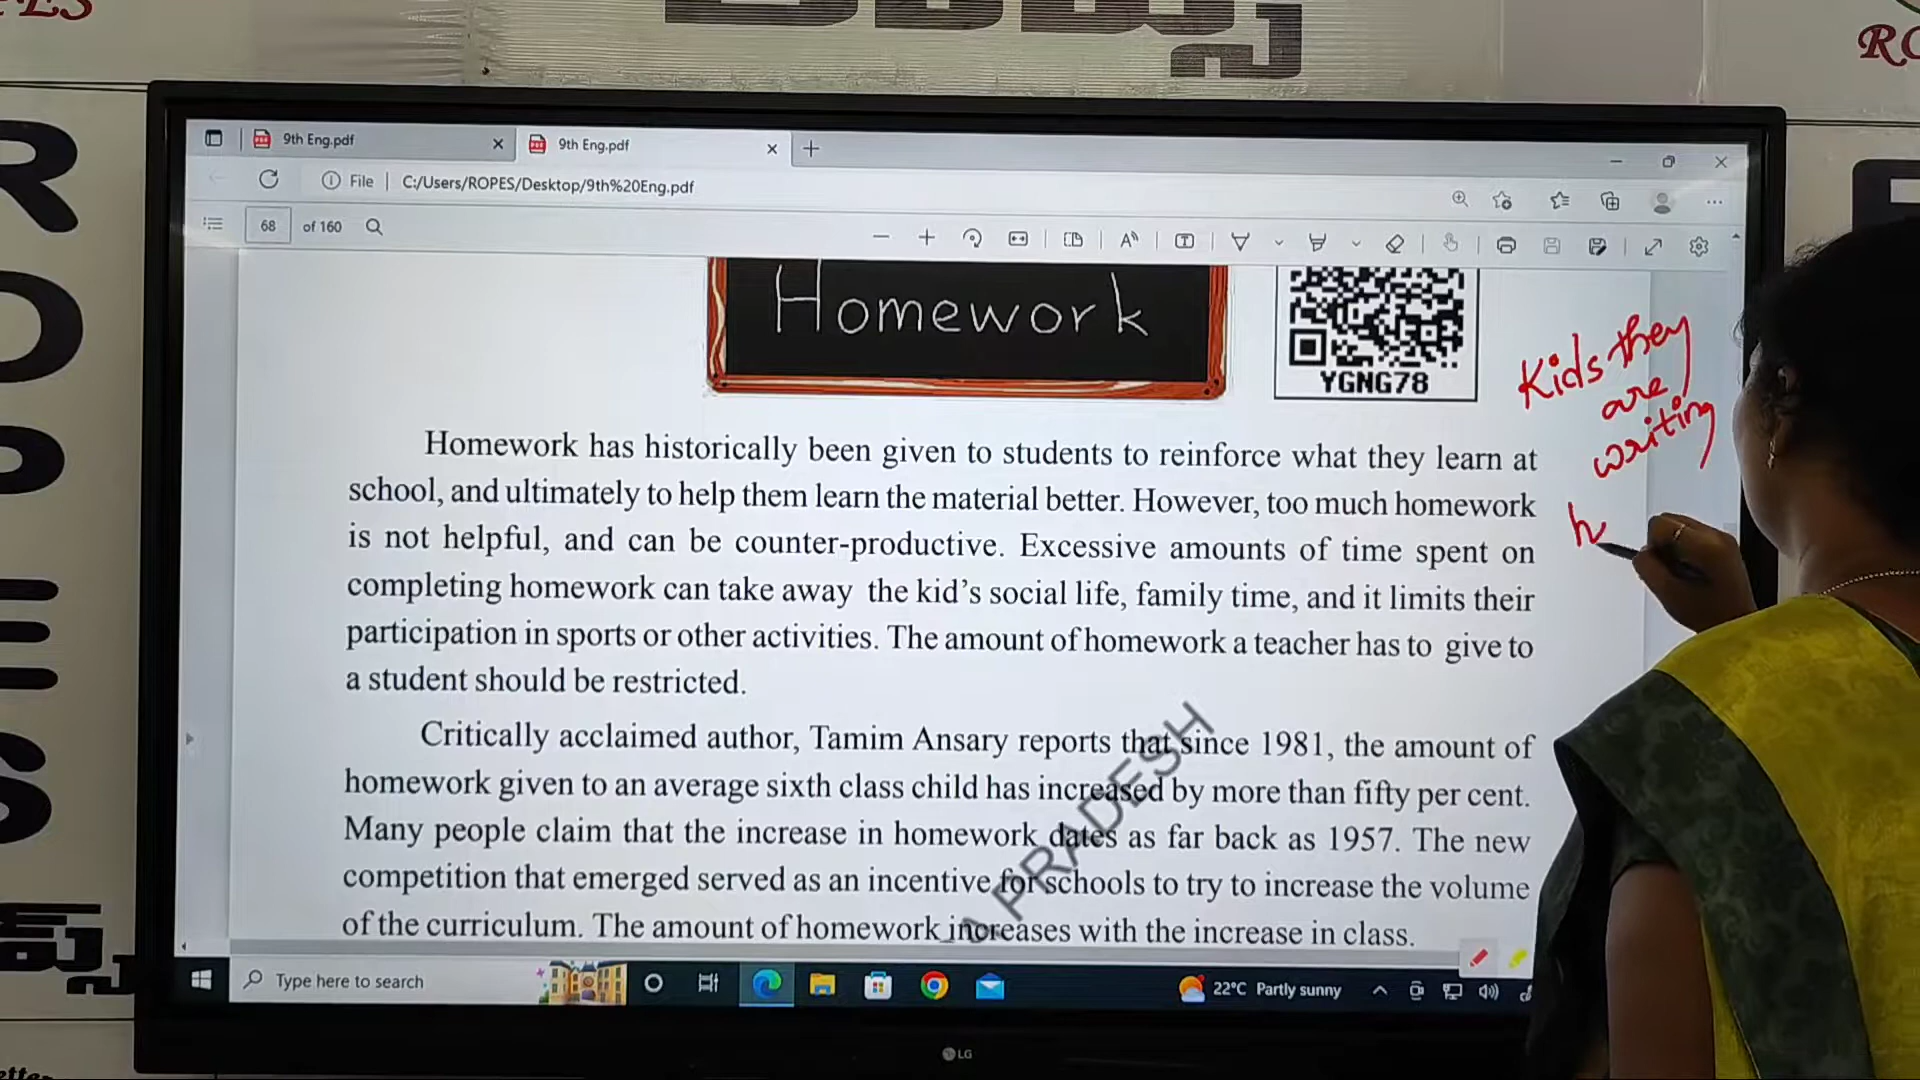 9th Eng.pdf
9th Eng.pdf
File
C:/Users/ROPES/Desktop/9th%20Eng.pdf
68 of 160
Homework
YGNG78
Kids they
are
writing
h
Homework has historically been given to students to reinforce what they learn at
school, and ultimately to help them learn the material better. However, too much homework
is not helpful, and can be counter-productive. Excessive amounts of time spent on
completing homework can take away the kid’s social life, family time, and it limits their
participation in sports or other activities. The amount of homework a teacher has to give to
a student should be restricted.
Critically acclaimed author, Tamim Ansary reports that since 1981, the amount of
homework given to an average sixth class child has increased by more than fifty per cent.
Many people claim that the increase in homework dates as far back as 1957. The new
competition that emerged served as an incentive for schools to try to increase the volume
of the curriculum. The amount of homework increases with the increase in class.
PRADESH
Type here to search
22°C Partly sunny
LG
R
O
P
E
S